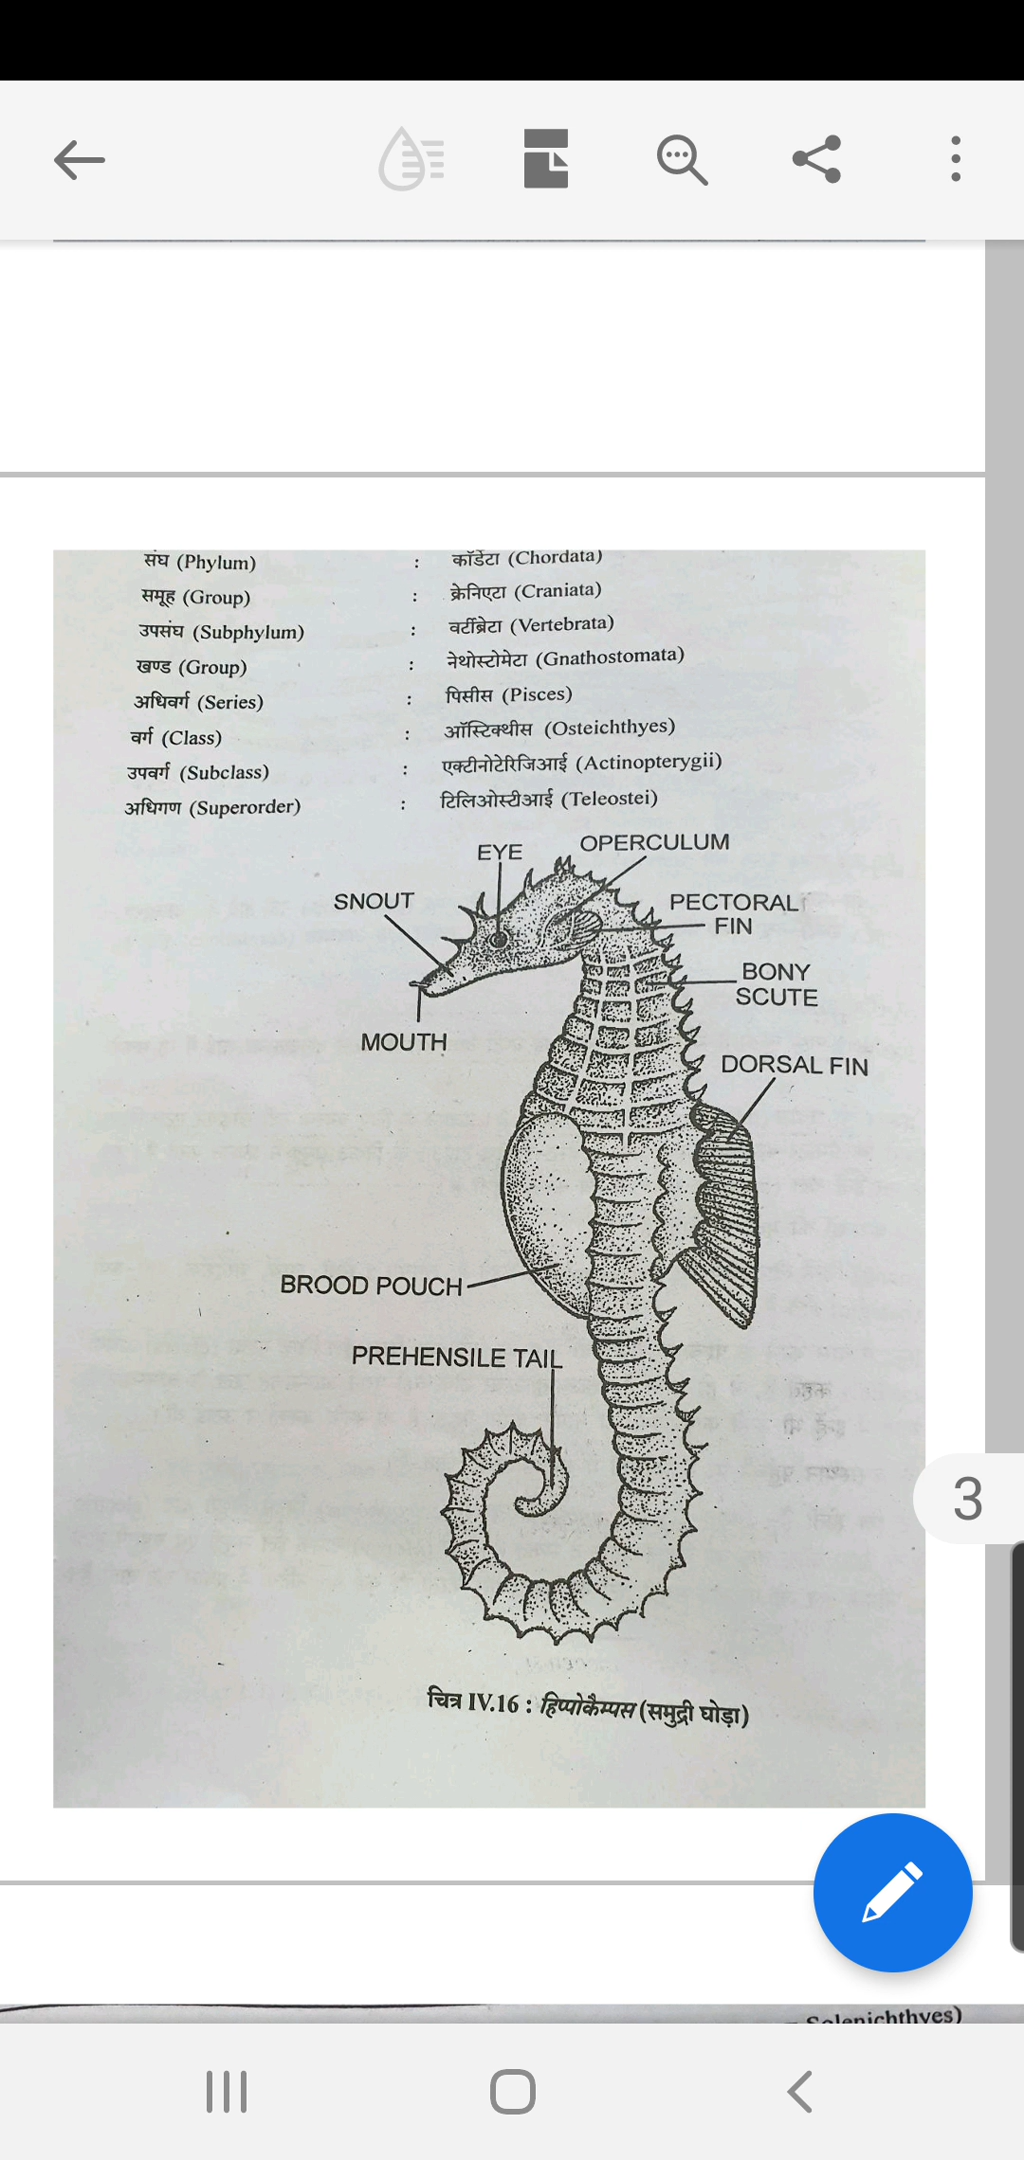 संघ (Phylum) : कॉर्डेटा (Chordata)
समूह (Group) : क्रेनिएटा (Craniata)
उपसंघ (Subphylum) : वर्टीब्रेटा (Vertebrata)
खण्ड (Group) : नेथोस्टोमेटा (Gnathostomata)
अधिवर्ग (Series) : पिसीस (Pisces)
वर्ग (Class) : ऑस्टिक्थीस (Osteichthyes)
उपवर्ग (Subclass) : एक्टीनोटेरिजिआई (Actinopterygii)
अधिगण (Superorder) : टिलिओस्टीआई (Teleostei)
OPERCULUM
EYE
SNOUT
PECTORAL
FIN
BONY
SCUTE
MOUTH
DORSAL FIN
BROOD POUCH
PREHENSILE TAIL
3
चित्र IV.16 : हिप्पोकैम्पस (समुद्री घोड़ा)
Solenichthyes)